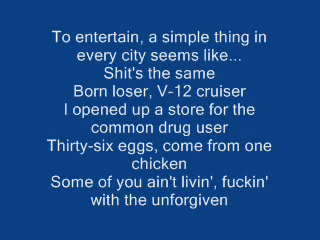 To entertain, a simple thing in
every city seems like...
Shit's the same
Born loser, V-12 cruiser
I opened up a store for the
common drug user
Thirty-six eggs, come from one
chicken
Some of you ain't livin', fuckin'
with the unforgiven